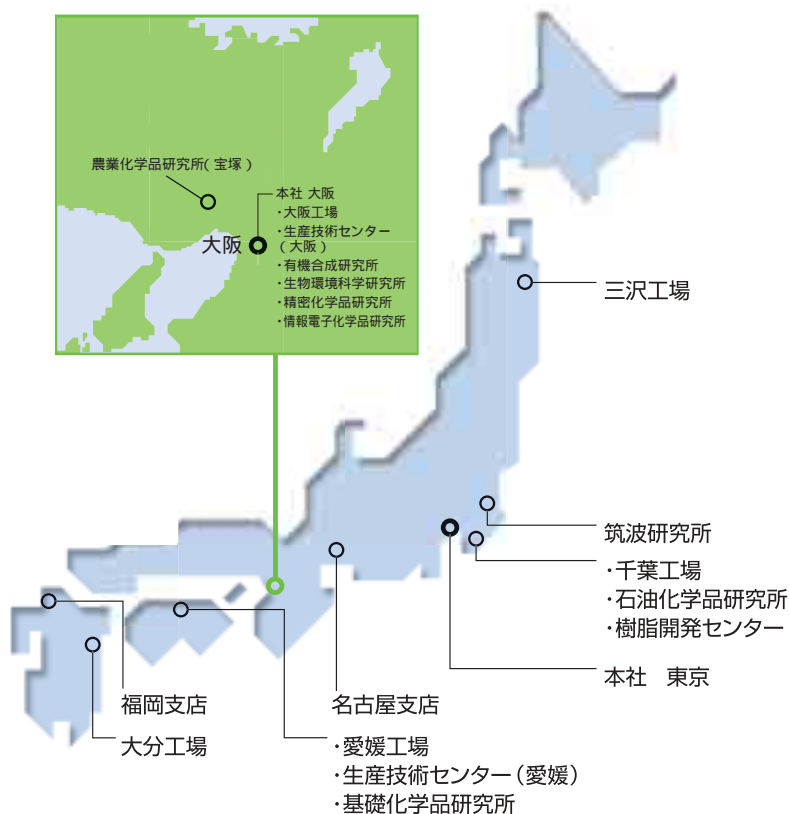 農業化学品研究所(宝塚)
本社 大阪
・大阪工場
・生産技術センター
(大阪)
・有機合成研究所
・生物環境科学研究所
・精密化学品研究所
・情報電子化学品研究所
大阪
三沢工場
筑波研究所
・千葉工場
・石油化学品研究所
・樹脂開発センター
本社　東京
福岡支店
大分工場
名古屋支店
・愛媛工場
・生産技術センター(愛媛)
・基礎化学品研究所